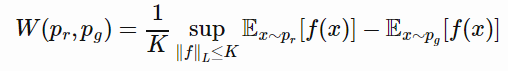 W(p_r, p_g) = \frac{1}{K} \sup_{\|f\|_L \leq K} \mathbb{E}_{x \sim p_r}[f(x)] - \mathbb{E}_{x \sim p_g}[f(x)]